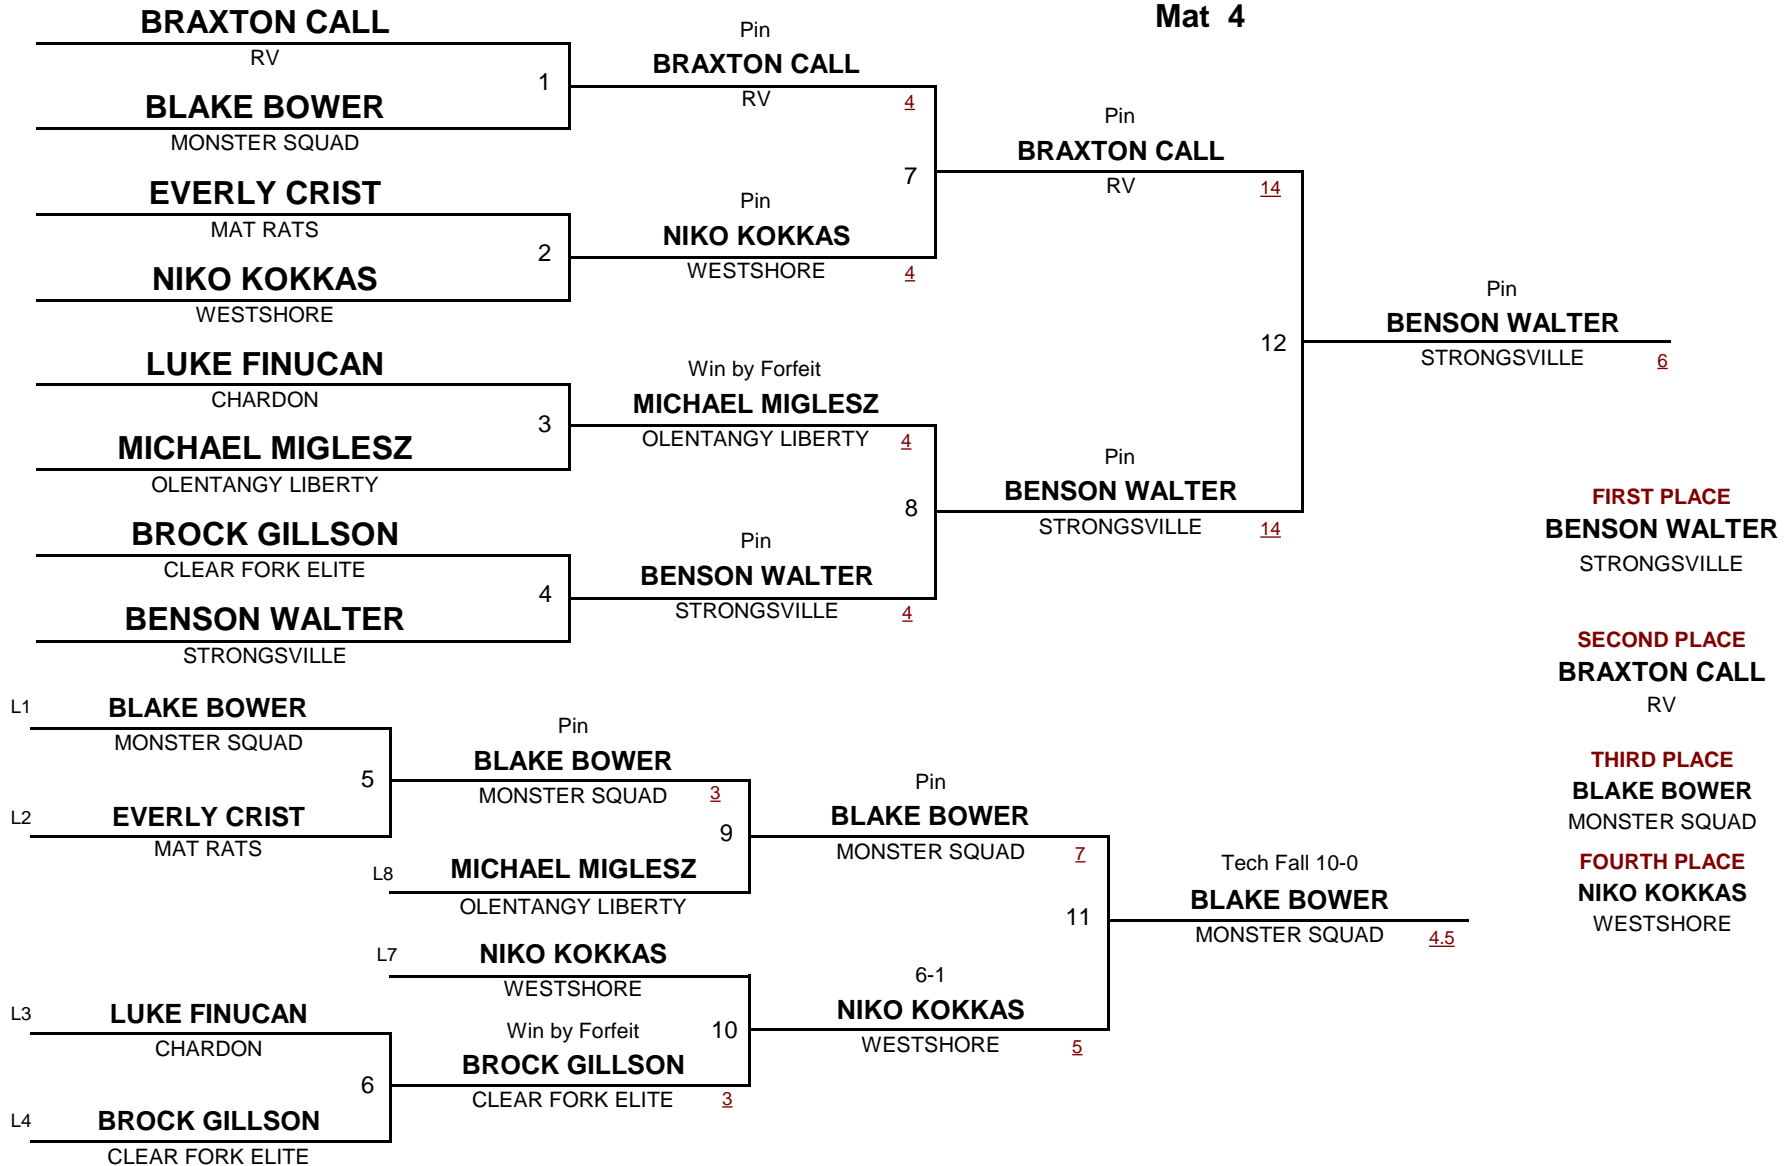 Mat 4
BRAXTON CALL
RV
1
BLAKE BOWER
MONSTER SQUAD
EVERLY CRIST
MAT RATS
2
NIKO KOKKAS
WESTSHORE
LUKE FINUCAN
CHARDON
3
MICHAEL MIGLESZ
OLENTANGY LIBERTY
BROCK GILLSON
CLEAR FORK ELITE
4
BENSON WALTER
STRONGSVILLE
Pin
BRAXTON CALL
RV 4
7
Pin
NIKO KOKKAS
WESTSHORE 4
Win by Forfeit
MICHAEL MIGLESZ
OLENTANGY LIBERTY 4
8
Pin
BENSON WALTER
STRONGSVILLE 4
Pin
BRAXTON CALL
RV 14
12
Pin
BENSON WALTER
STRONGSVILLE 14
Pin
BENSON WALTER
STRONGSVILLE 6
L1 BLAKE BOWER
MONSTER SQUAD
5
L2 EVERLY CRIST
MAT RATS
L3 LUKE FINUCAN
CHARDON
6
L4 BROCK GILLSON
CLEAR FORK ELITE
Pin
BLAKE BOWER
MONSTER SQUAD 3
9
L8 MICHAEL MIGLESZ
OLENTANGY LIBERTY
L7 NIKO KOKKAS
WESTSHORE
10
Win by Forfeit
BROCK GILLSON
CLEAR FORK ELITE 3
Pin
BLAKE BOWER
MONSTER SQUAD 7
11
6-1
NIKO KOKKAS
WESTSHORE 5
Tech Fall 10-0
BLAKE BOWER
MONSTER SQUAD 4.5
FIRST PLACE
BENSON WALTER
STRONGSVILLE
SECOND PLACE
BRAXTON CALL
RV
THIRD PLACE
BLAKE BOWER
MONSTER SQUAD
FOURTH PLACE
NIKO KOKKAS
WESTSHORE